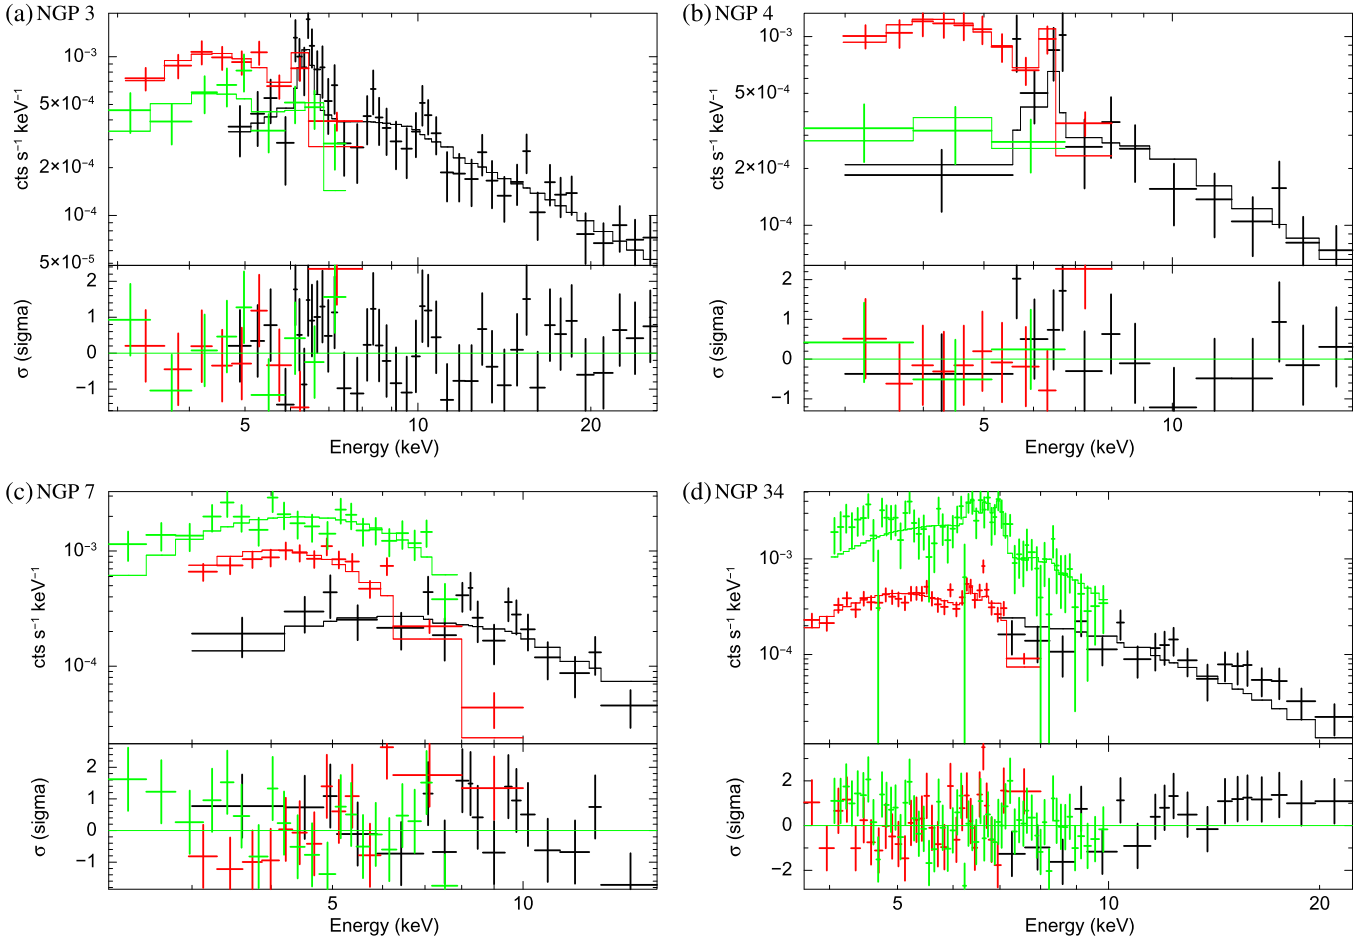 (a) NGP 3
10⁻³
5×10⁻⁴
2×10⁻⁴
10⁻⁴
5×10⁻⁵
cts s⁻¹ keV⁻¹
2
1
0
−1
σ (sigma)
5
10
20
Energy (keV)
(b) NGP 4
10⁻³
5×10⁻⁴
2×10⁻⁴
10⁻⁴
cts s⁻¹ keV⁻¹
2
1
0
−1
σ (sigma)
5
10
Energy (keV)
(c) NGP 7
10⁻³
10⁻⁴
cts s⁻¹ keV⁻¹
2
1
0
−1
σ (sigma)
5
10
Energy (keV)
(d) NGP 34
10⁻³
10⁻⁴
cts s⁻¹ keV⁻¹
2
0
−2
σ (sigma)
5
10
20
Energy (keV)